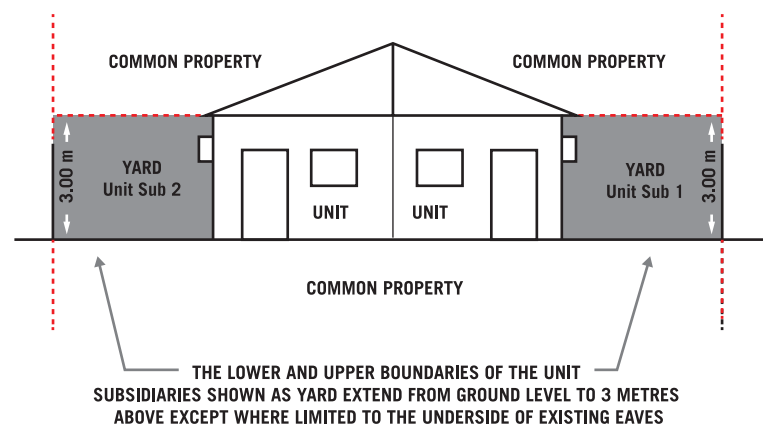 COMMON PROPERTY
COMMON PROPERTY
3.00 m
YARD
Unit Sub 2
UNIT
UNIT
YARD
Unit Sub 1
3.00 m
COMMON PROPERTY
THE LOWER AND UPPER BOUNDARIES OF THE UNIT
SUBSIDIARIES SHOWN AS YARD EXTEND FROM GROUND LEVEL TO 3 METRES
ABOVE EXCEPT WHERE LIMITED TO THE UNDERSIDE OF EXISTING EAVES